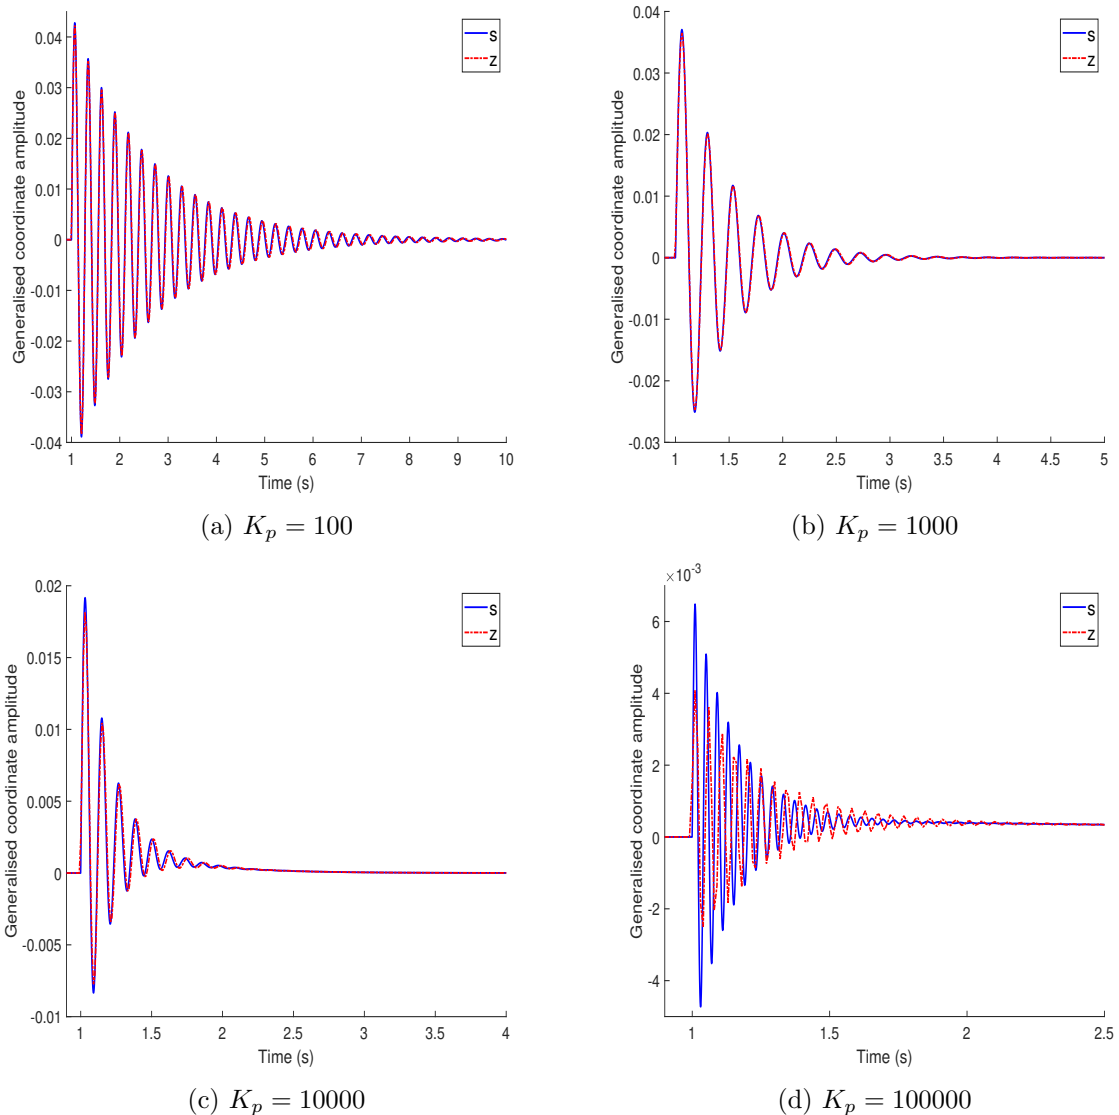 0.04
0.03
0.02
0.01
0
-0.01
-0.02
-0.03
-0.04
Generalised coordinate amplitude
1 2 3 4 5 6 7 8 9 10
Time (s)
s
z
(a) K_p = 100
0.04
0.03
0.02
0.01
0
-0.01
-0.02
-0.03
Generalised coordinate amplitude
1 1.5 2 2.5 3 3.5 4 4.5 5
Time (s)
s
z
(b) K_p = 1000
0.02
0.015
0.01
0.005
0
-0.005
-0.01
Generalised coordinate amplitude
1 1.5 2 2.5 3 3.5 4
Time (s)
s
z
(c) K_p = 10000
×10^-3
6
4
2
0
-2
-4
Generalised coordinate amplitude
1 1.5 2 2.5
Time (s)
s
z
(d) K_p = 100000